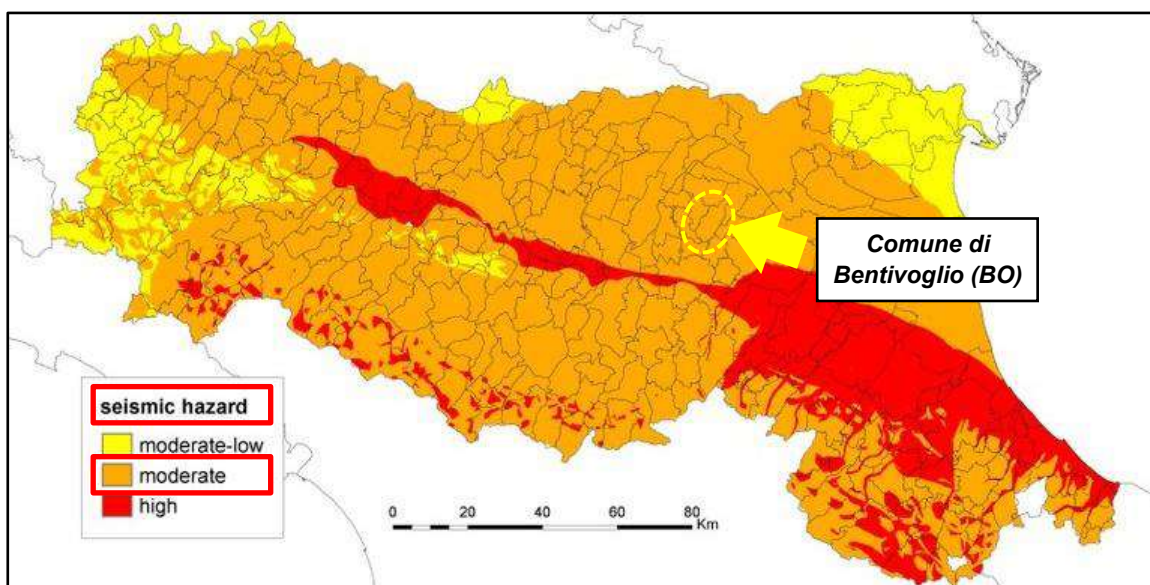 Comune di
Bentivoglio (BO)
seismic hazard
moderate-low
moderate
high
0 20 40 60 80
Km